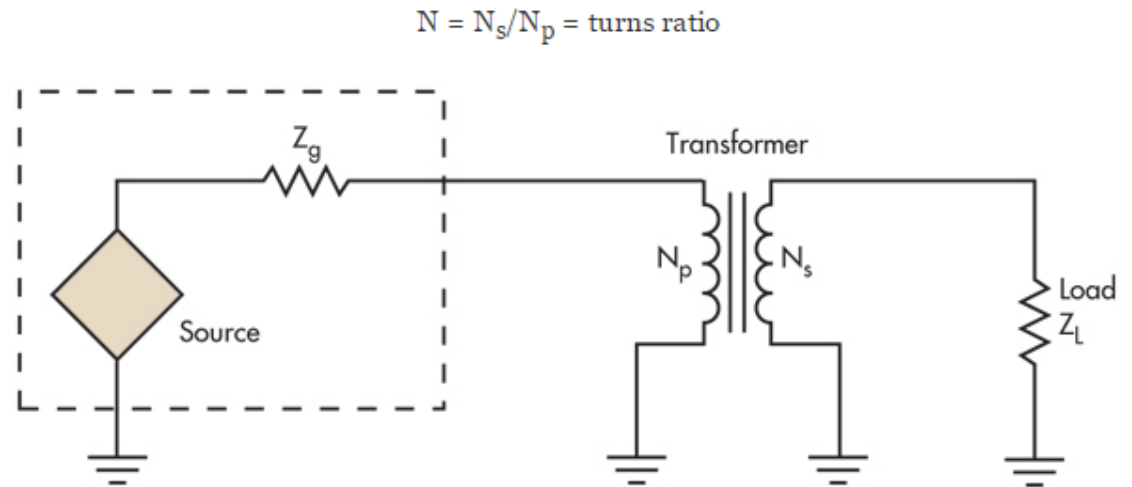 N = Ns/Np = turns ratio
Zg
Transformer
Np
Ns
Load
ZL
Source